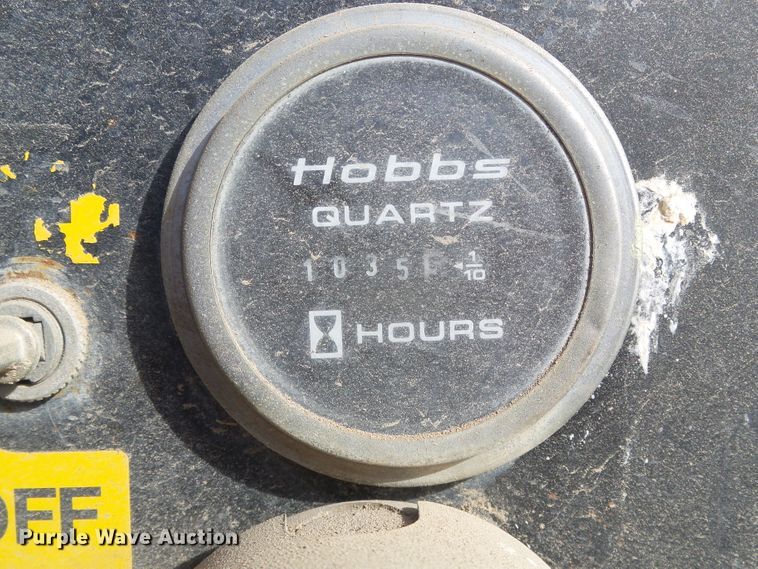 Hobbs
QUARTZ
1035 1/10
HOURS
OFF
Purple Wave Auction